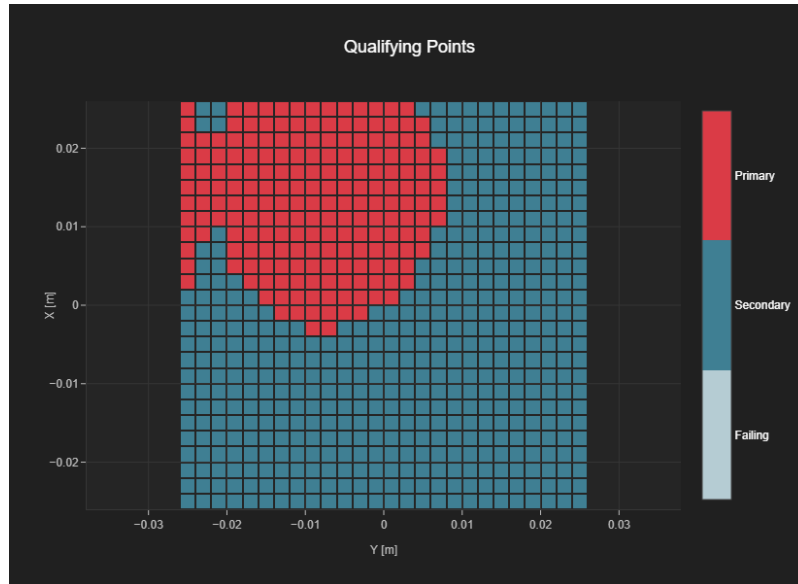 Qualifying Points
X [m]
0.02
0.01
0
−0.01
−0.02
−0.03
−0.02
−0.01
0
0.01
0.02
0.03
Y [m]
Primary
Secondary
Failing